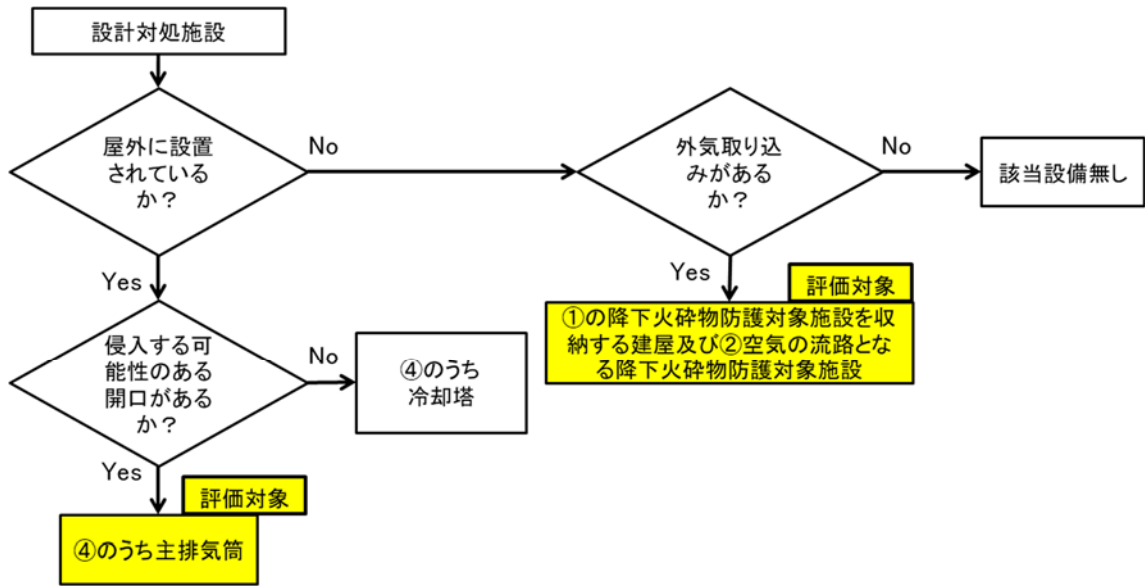 設計対処施設
屋外に設置
されている
か？
No
外気取り込
みがある
か？
No
該当設備無し
Yes
Yes
評価対象
①の降下火砕物防護対象施設を収
納する建屋及び②空気の流路とな
る降下火砕物防護対象施設
侵入する可
能性のある
開口がある
か？
No
④のうち
冷却塔
Yes
評価対象
④のうち主排気筒